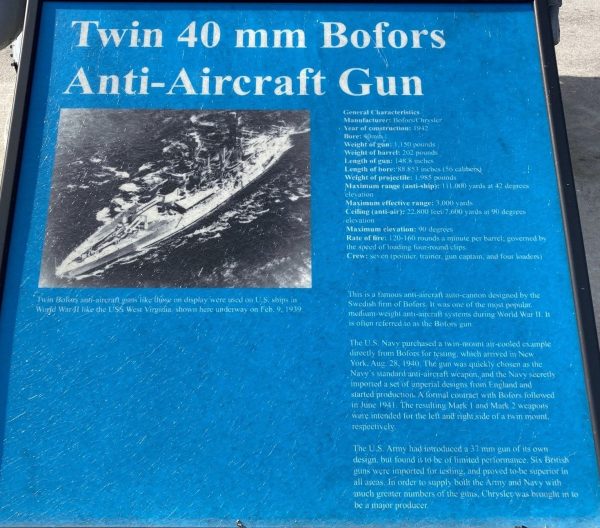 Twin 40 mm Bofors
Anti-Aircraft Gun
General Characteristics
Manufacturer: Bofors/Chrysler
Year of construction: 1942
Bore: 40mm
Weight of gun: 1,150 pounds
Weight of barrel: 202 pounds
Length of gun: 148.8 inches
Length of bore: 88.853 inches (56 calibers)
Weight of projectile: 1.985 pounds
Maximum range (anti-ship): 111,000 yards at 42 degrees
elevation
Maximum effective range: 3,000 yards
Ceiling (anti-air): 22,800 feet/7,600 yards at 90 degrees
elevation
Maximum elevation: 90 degrees
Rate of fire: 120-160 rounds a minute per barrel; governed by
the speed of loading four-round clips.
Crew: seven (pointer, trainer, gun captain, and four loaders)
Twin Bofors anti-aircraft guns like those on display were used on U.S. ships in
World War II like the USS West Virginia, shown here underway on Feb. 9, 1939
This is a famous anti-aircraft auto-cannon designed by the
Swedish firm of Bofors. It was one of the most popular,
medium-weight anti-aircraft systems during World War II. It
is often referred to as the Bofors gun.
The U.S. Navy purchased a twin-mount air-cooled example
directly from Bofors for testing, which arrived in New
York, Aug. 28, 1940. The gun was quickly chosen as the
Navy's standard anti-aircraft weapon, and the Navy secretly
imported a set of imperial designs from England and
started production. A formal contract with Bofors followed
in June 1941. The resulting Mark 1 and Mark 2 weapons
were intended for the left and right side of a twin mount,
respectively.
The U.S. Army had introduced a 37 mm gun of its own
design, but found it to be of limited performance. Six British
guns were imported for testing, and proved to be superior in
all areas. In order to supply both the Army and Navy with
much greater numbers of the guns, Chrysler was brought in to
be a major producer.